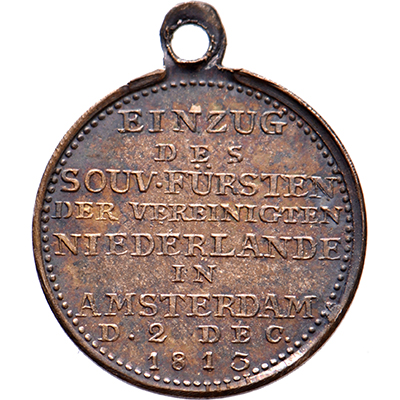 EINZUG
DES
SOUV·FÜRSTEN
DER VEREINIGTEN
NIEDERLANDE
IN
AMSTERDAM.
D. 2 DEC.
1813